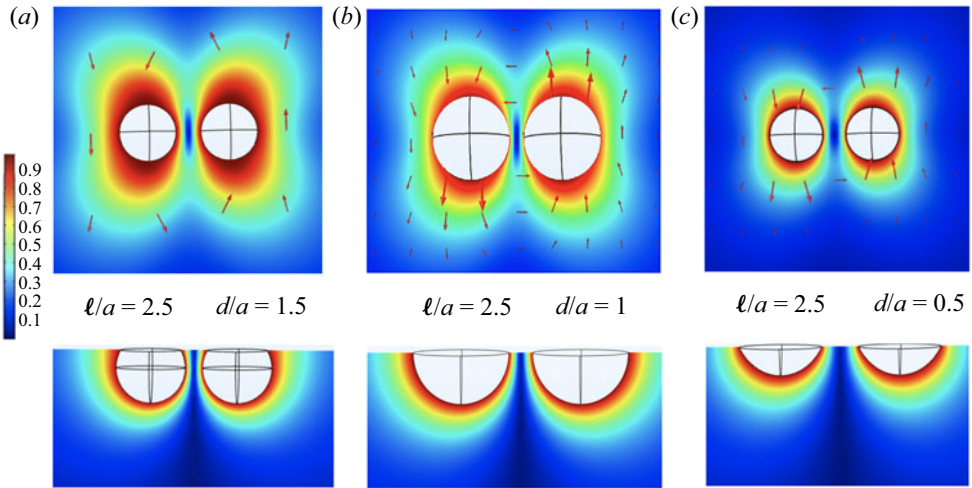 (a)
(b)
(c)
0.9
0.8
0.7
0.6
0.5
0.4
0.3
0.2
0.1
ℓ/a = 2.5 d/a = 1.5
ℓ/a = 2.5 d/a = 1
ℓ/a = 2.5 d/a = 0.5